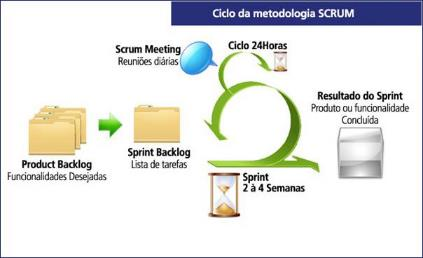 Ciclo da metodologia SCRUM
Scrum Meeting
Reuniões diárias
Ciclo 24Horas
Resultado do Sprint
Produto ou funcionalidade
Concluída
Product Backlog
Funcionalidades Desejadas
Sprint Backlog
Lista de tarefas
Sprint
2 à 4 Semanas